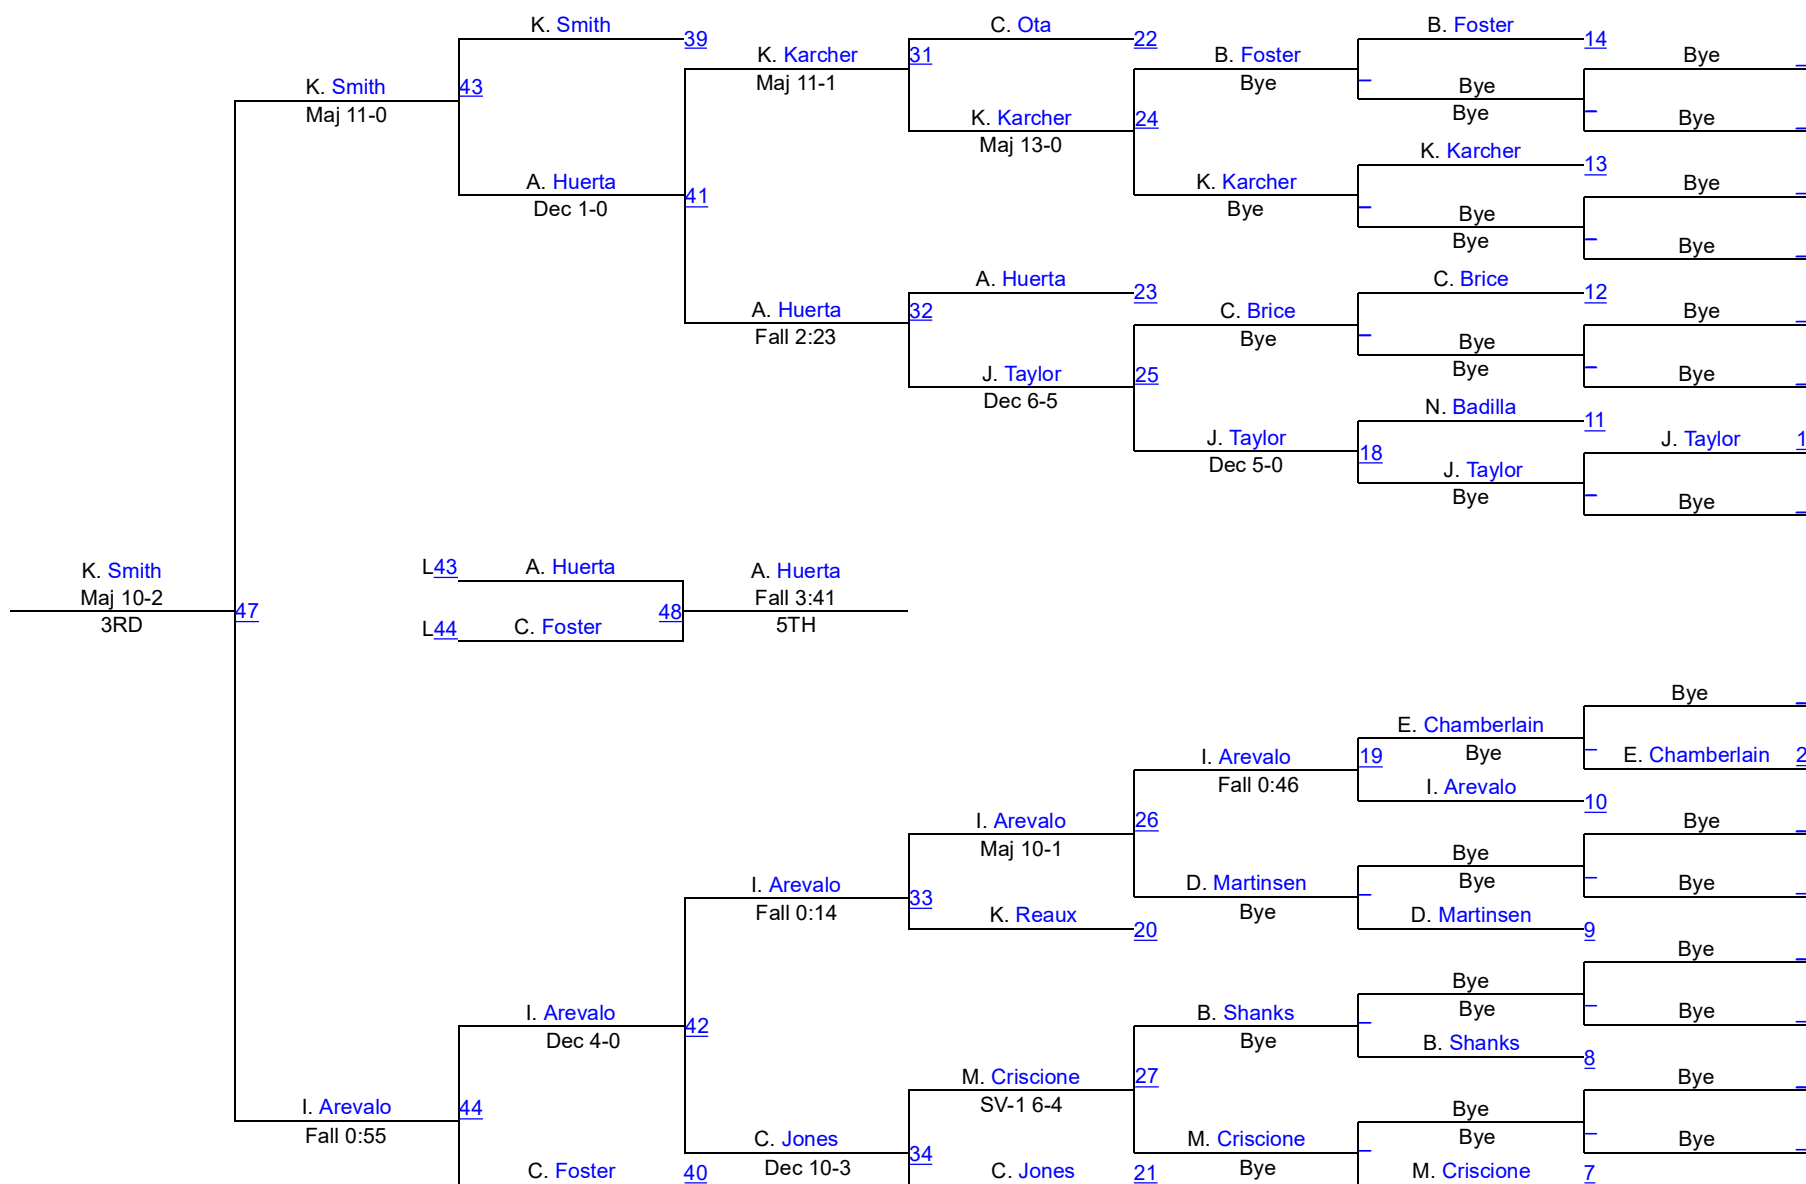 K. Smith 39
C. Ota 22
B. Foster 14
K. Karcher 31
B. Foster
Bye
Maj 11-1
Bye
K. Smith 43
Bye
Maj 11-0
Bye
K. Karcher 24
Bye
Maj 13-0
K. Karcher 13
A. Huerta 41
K. Karcher
Bye
Dec 1-0
Bye
Bye
Bye
Bye
A. Huerta 23
C. Brice 12
A. Huerta 32
C. Brice
Bye
Fall 2:23
Bye
Bye
Bye
J. Taylor 25
Bye
Dec 6-5
N. Badilla 11
J. Taylor 18
J. Taylor 1
Dec 5-0
J. Taylor
Bye
Bye
K. Smith
L43 A. Huerta
A. Huerta
Maj 10-2
47
48
Fall 3:41
3RD
L44 C. Foster
5TH
Bye
E. Chamberlain
I. Arevalo 19
Bye
E. Chamberlain 2
Fall 0:46
I. Arevalo 10
I. Arevalo 26
Bye
Maj 10-1
Bye
I. Arevalo 33
D. Martinsen
Bye
Bye
Fall 0:14
Bye
K. Reaux 20
D. Martinsen 9
Bye
Bye
I. Arevalo 42
B. Shanks
Bye
Bye
Dec 4-0
Bye
B. Shanks 8
M. Criscione 27
Bye
I. Arevalo 44
SV-1 6-4
Bye
Fall 0:55
C. Jones 34
M. Criscione
Bye
Bye
Dec 10-3
Bye
C. Foster 40
C. Jones 21
M. Criscione 7